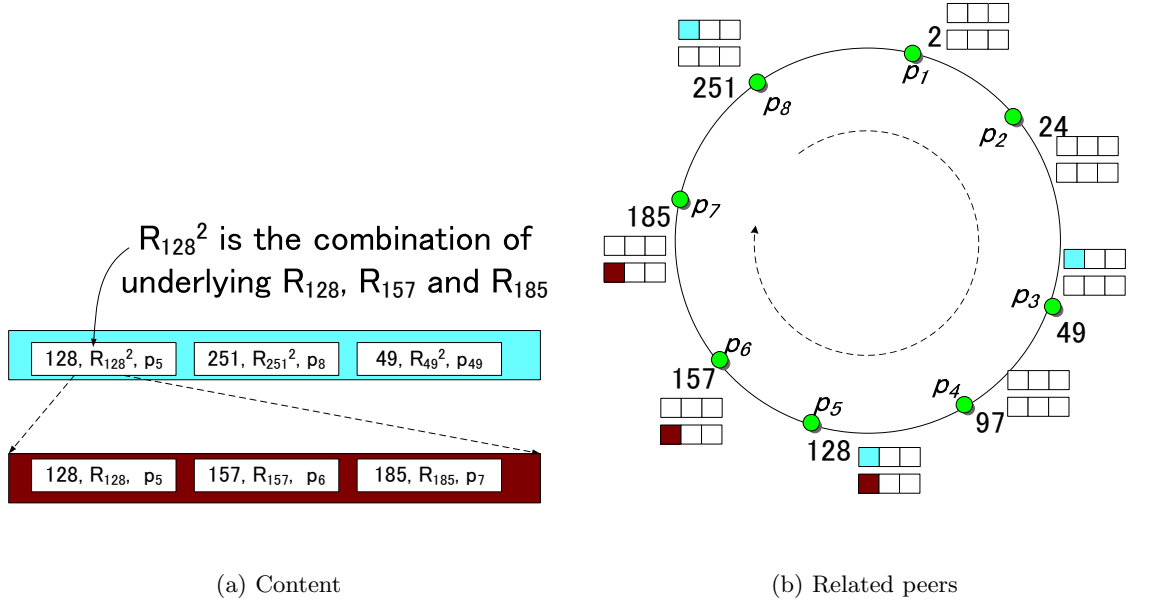 R₁₂₈² is the combination of
underlying R₁₂₈, R₁₅₇ and R₁₈₅
128, R₁₂₈², p₅
251, R₂₅₁², p₈
49, R₄₉², p₄₉
128, R₁₂₈, p₅
157, R₁₅₇, p₆
185, R₁₈₅, p₇
(a) Content
2
p₁
24
p₂
49
p₃
97
p₄
128
p₅
157
p₆
185
p₇
251
p₈
(b) Related peers